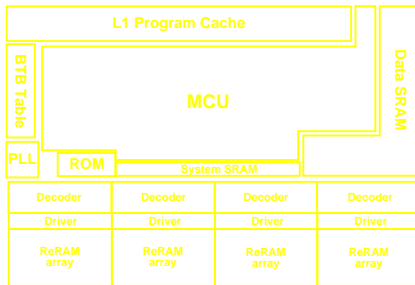 L1 Program Cache
BTB Table
MCU
Data SRAM
PLL
ROM
System SRAM
Decoder
Decoder
Decoder
Decoder
Driver
Driver
Driver
Driver
ReRAM
array
ReRAM
array
ReRAM
array
ReRAM
array